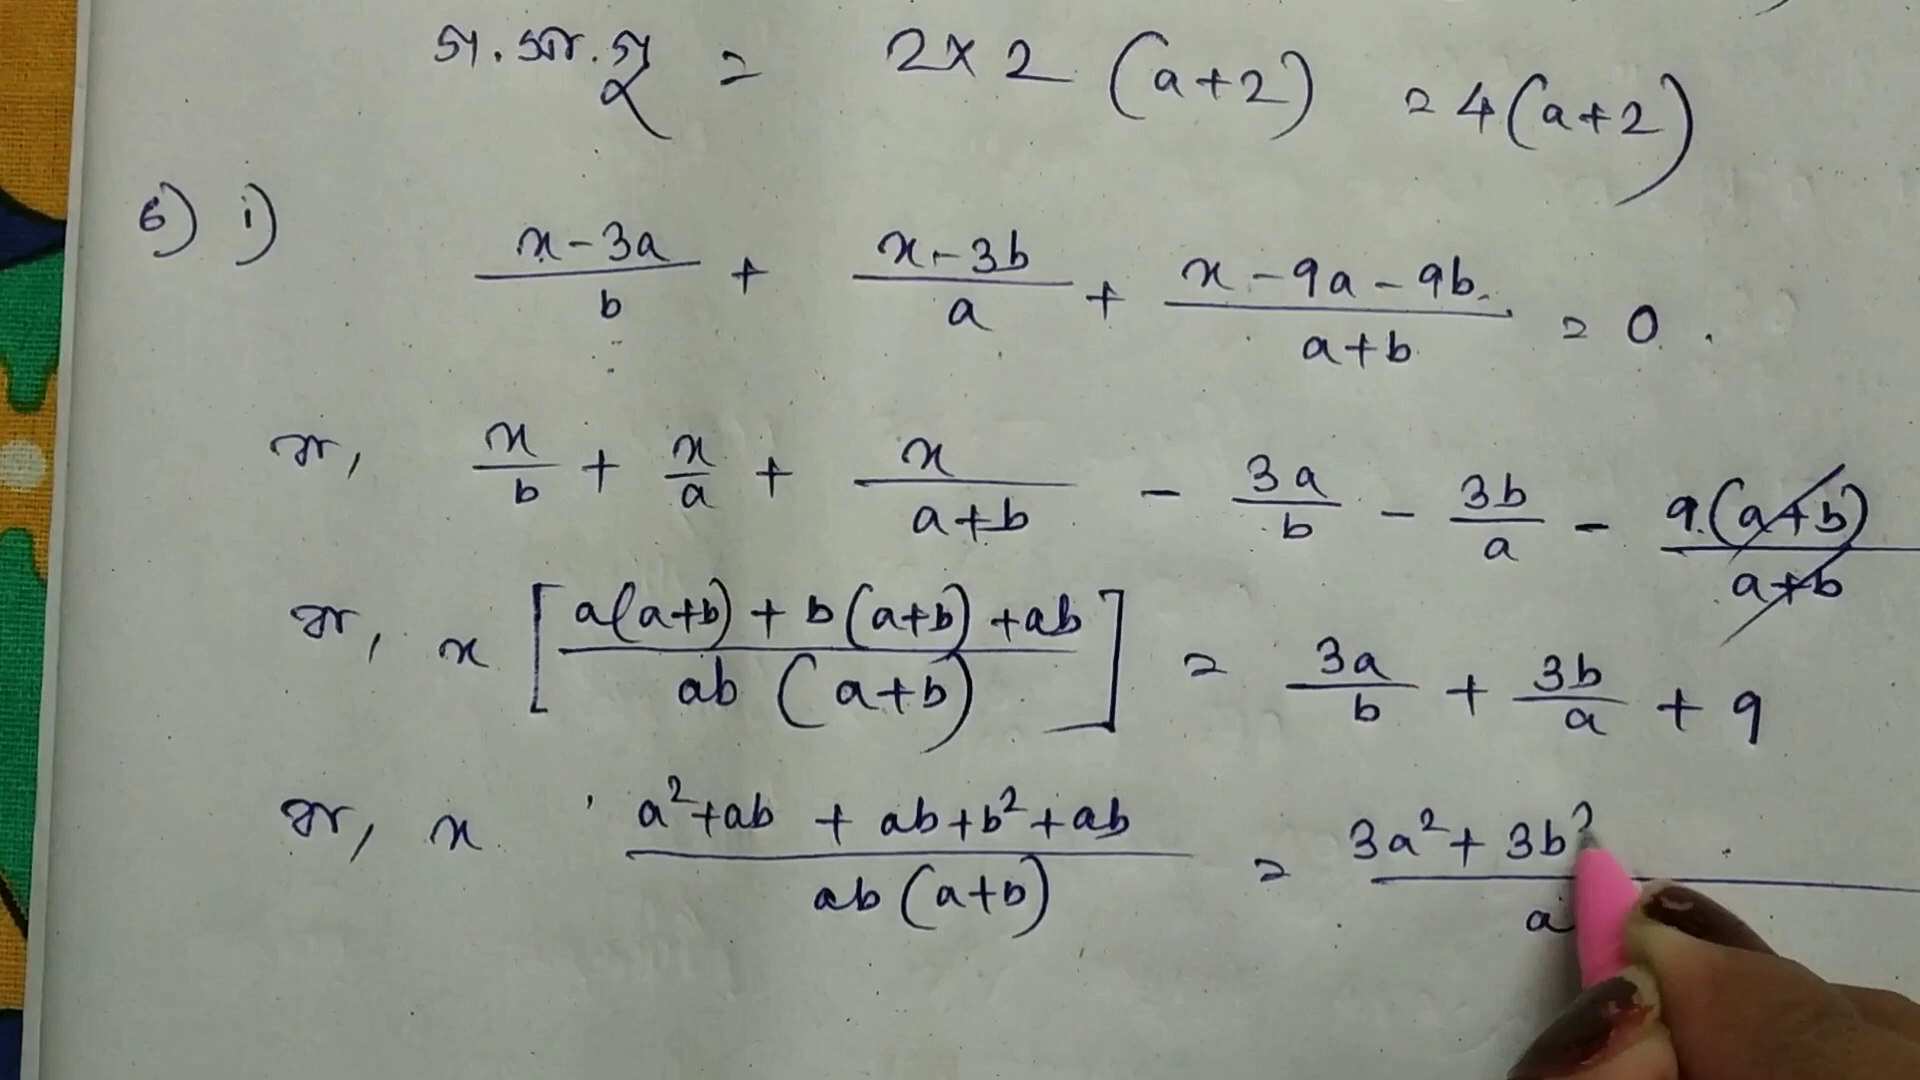 ল.সা.গু = 2×2 (a+2) = 4(a+2)
6) i) (x-3a)/b + (x-3b)/a + (x-9a-9b)/(a+b) = 0.
বা, x/b + x/a + x/(a+b) - 3a/b - 3b/a - 9(a+b)/(a+b)
বা, x [(a(a+b) + b(a+b) + ab)/(ab (a+b))] = 3a/b + 3b/a + 9
বা, x (a²+ab + ab+b²+ab)/(ab (a+b)) = (3a² + 3b²)/a